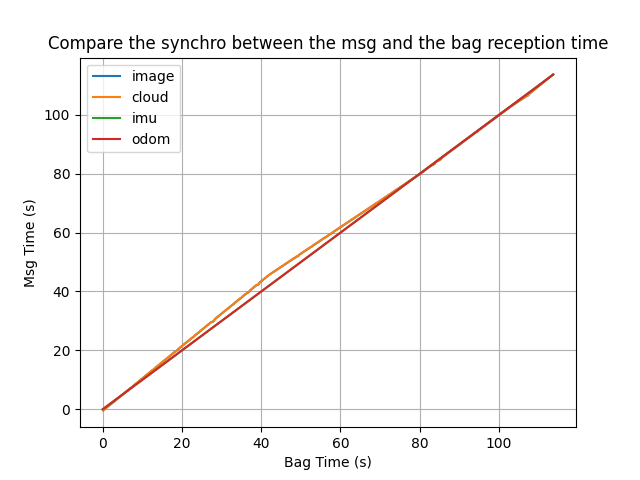 Compare the synchro between the msg and the bag reception time
image
cloud
imu
odom
100
80
60
40
20
0
Msg Time (s)
0 20 40 60 80 100
Bag Time (s)